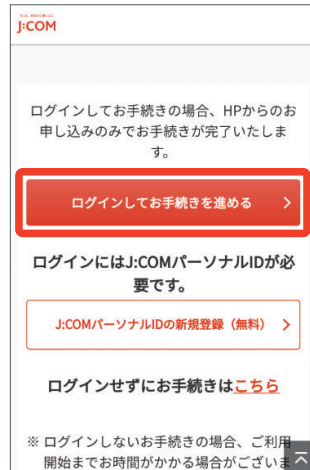 J:COM
ログインしてお手続きの場合、HPからのお
申し込みのみでお手続きが完了いたしま
す。
ログインしてお手続きを進める
ログインにはJ:COMパーソナルIDが必
要です。
J:COMパーソナルIDの新規登録（無料）
ログインせずにお手続きはこちら
※ ログインしないお手続きの場合、ご利用
開始までお時間がかかる場合がございま